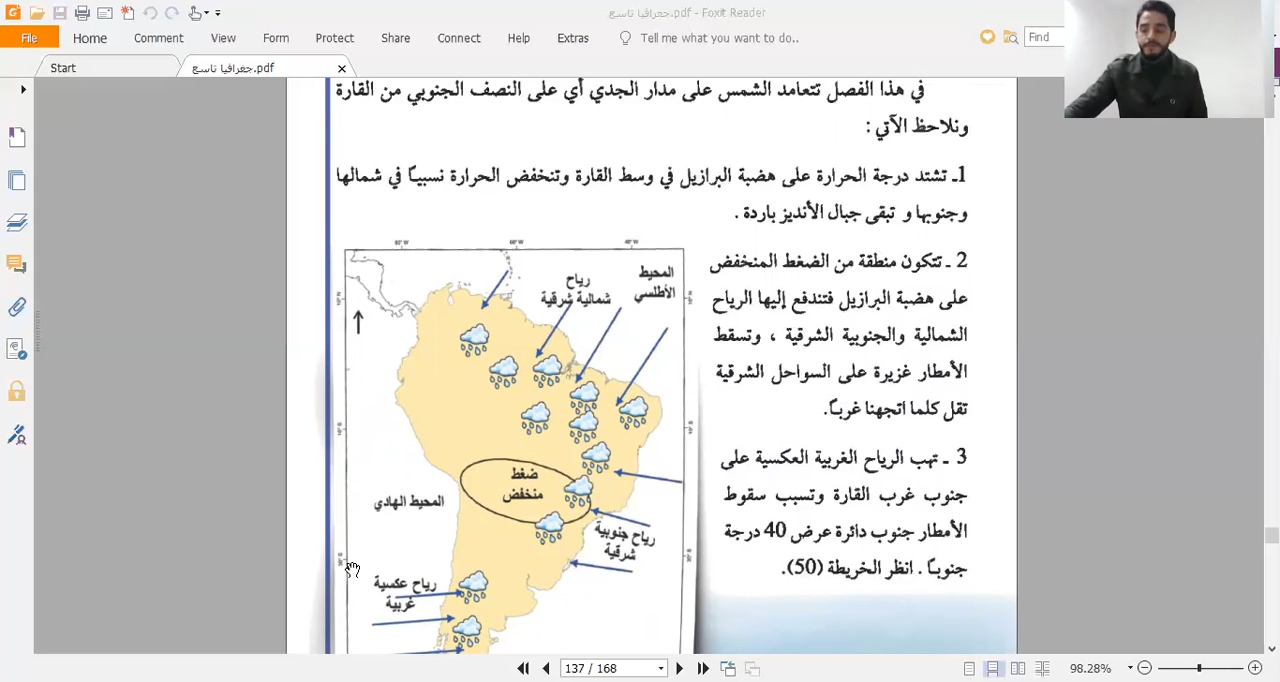 جغرافيا تاسع.pdf - Foxit Reader
File Home Comment View Form Protect Share Connect Help Extras Tell me what you want to do.. Find
Start جغرافيا تاسع.pdf
في هذا الفصل تتعامد الشمس على مدار الجدي أي على النصف الجنوبي من القارة
ونلاحظ الآتي :
1ـ تشتد درجة الحرارة على هضبة البرازيل في وسط القارة وتنخفض الحرارة نسبيـًا في شمالها
وجنوبها و تبقى جبال الأنديز باردة .
2 ـ تتكون منطقة من الضغط المنخفض
على هضبة البرازيل فتندفع إليها الرياح
الشمالية والجنوبية الشرقية ، وتسقط
الأمطار غزيرة على السواحل الشرقية
تقل كلما اتجهنا غربـًا.
3 ـ تهب الرياح الغربية العكسية على
جنوب غرب القارة وتسبب سقوط
الأمطار جنوب دائرة عرض 40 درجة
جنوبـًا . انظر الخريطة (50).
المحيط
الأطلسي
رياح
شمالية شرقية
ضغط
منخفض
المحيط الهادي
رياح جنوبية
شرقية
رياح عكسية
غربية
137 / 168
98.28%